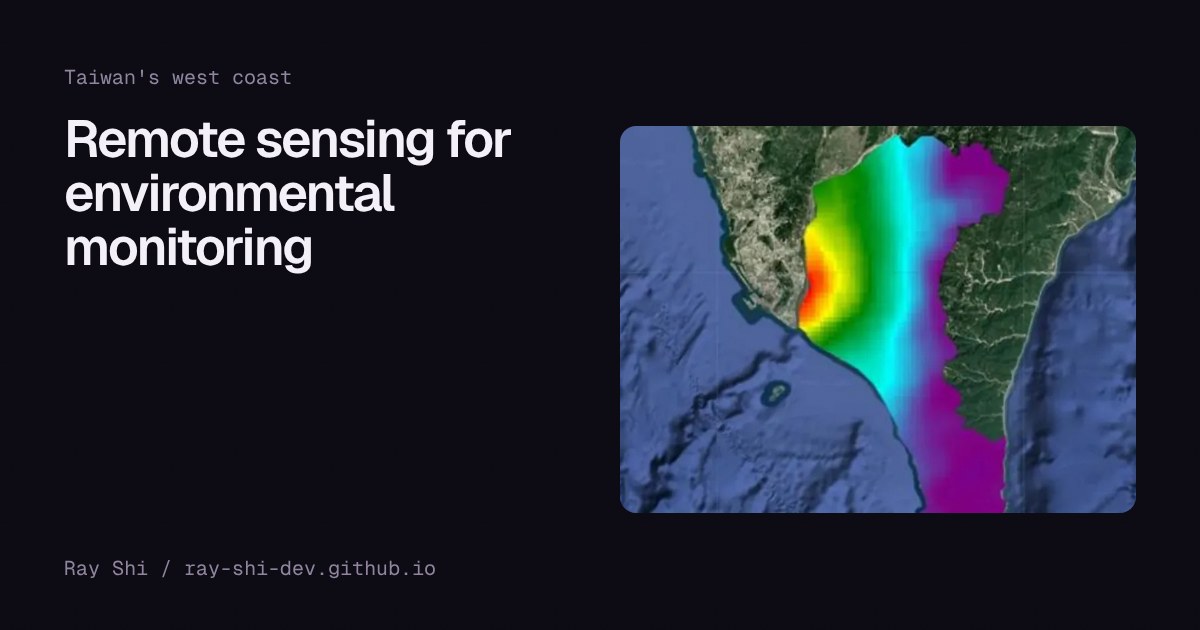 Taiwan's west coast
Remote sensing for
environmental
monitoring
Ray Shi / ray-shi-dev.github.io